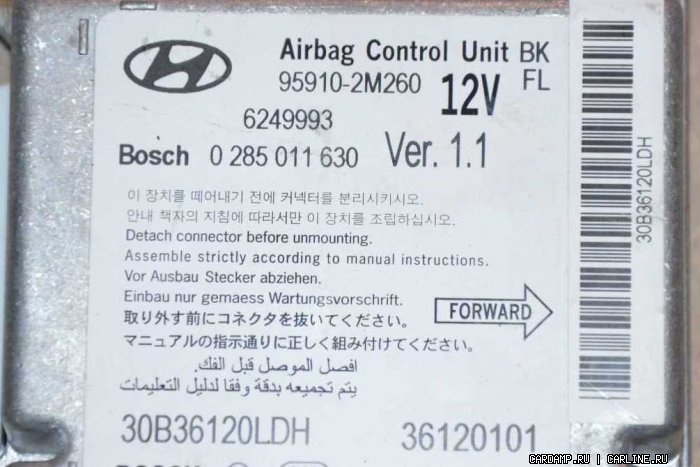 Airbag Control Unit BK
95910-2M260 12V FL
6249993
Bosch 0 285 011 630 Ver. 1.1
이 장치를 떼어내기 전에 커넥터를 분리시키시오.
안내 책자의 지침에 따라서만 이 장치를 조립하십시오.
Detach connector before unmounting.
Assemble strictly according to manual instructions.
Vor Ausbau Stecker abziehen.
Einbau nur gemaess Wartungsvorschrift.
FORWARD
取り外す前にコネクタを抜いてください。
マニュアルの指示通りに正しく組み付けてください。
افصل الموصل قبل الفك.
يتم تجميعه بدقة وفقا لدليل التعليمات
30B36120LDH 36120101
30B36120LDH
CARDAMP.RU | CARLINE.RU